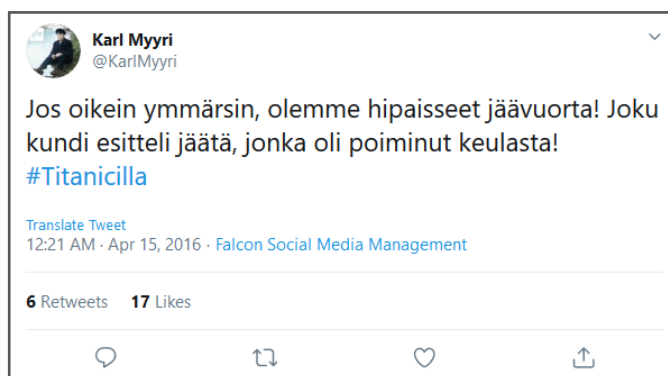 Karl Myyri
@KarlMyyri
Jos oikein ymmärsin, olemme hipaisseet jäävuorta! Joku
kundi esitteli jäätä, jonka oli poiminut keulasta!
#Titanicilla
Translate Tweet
12:21 AM · Apr 15, 2016 · Falcon Social Media Management
6 Retweets 17 Likes